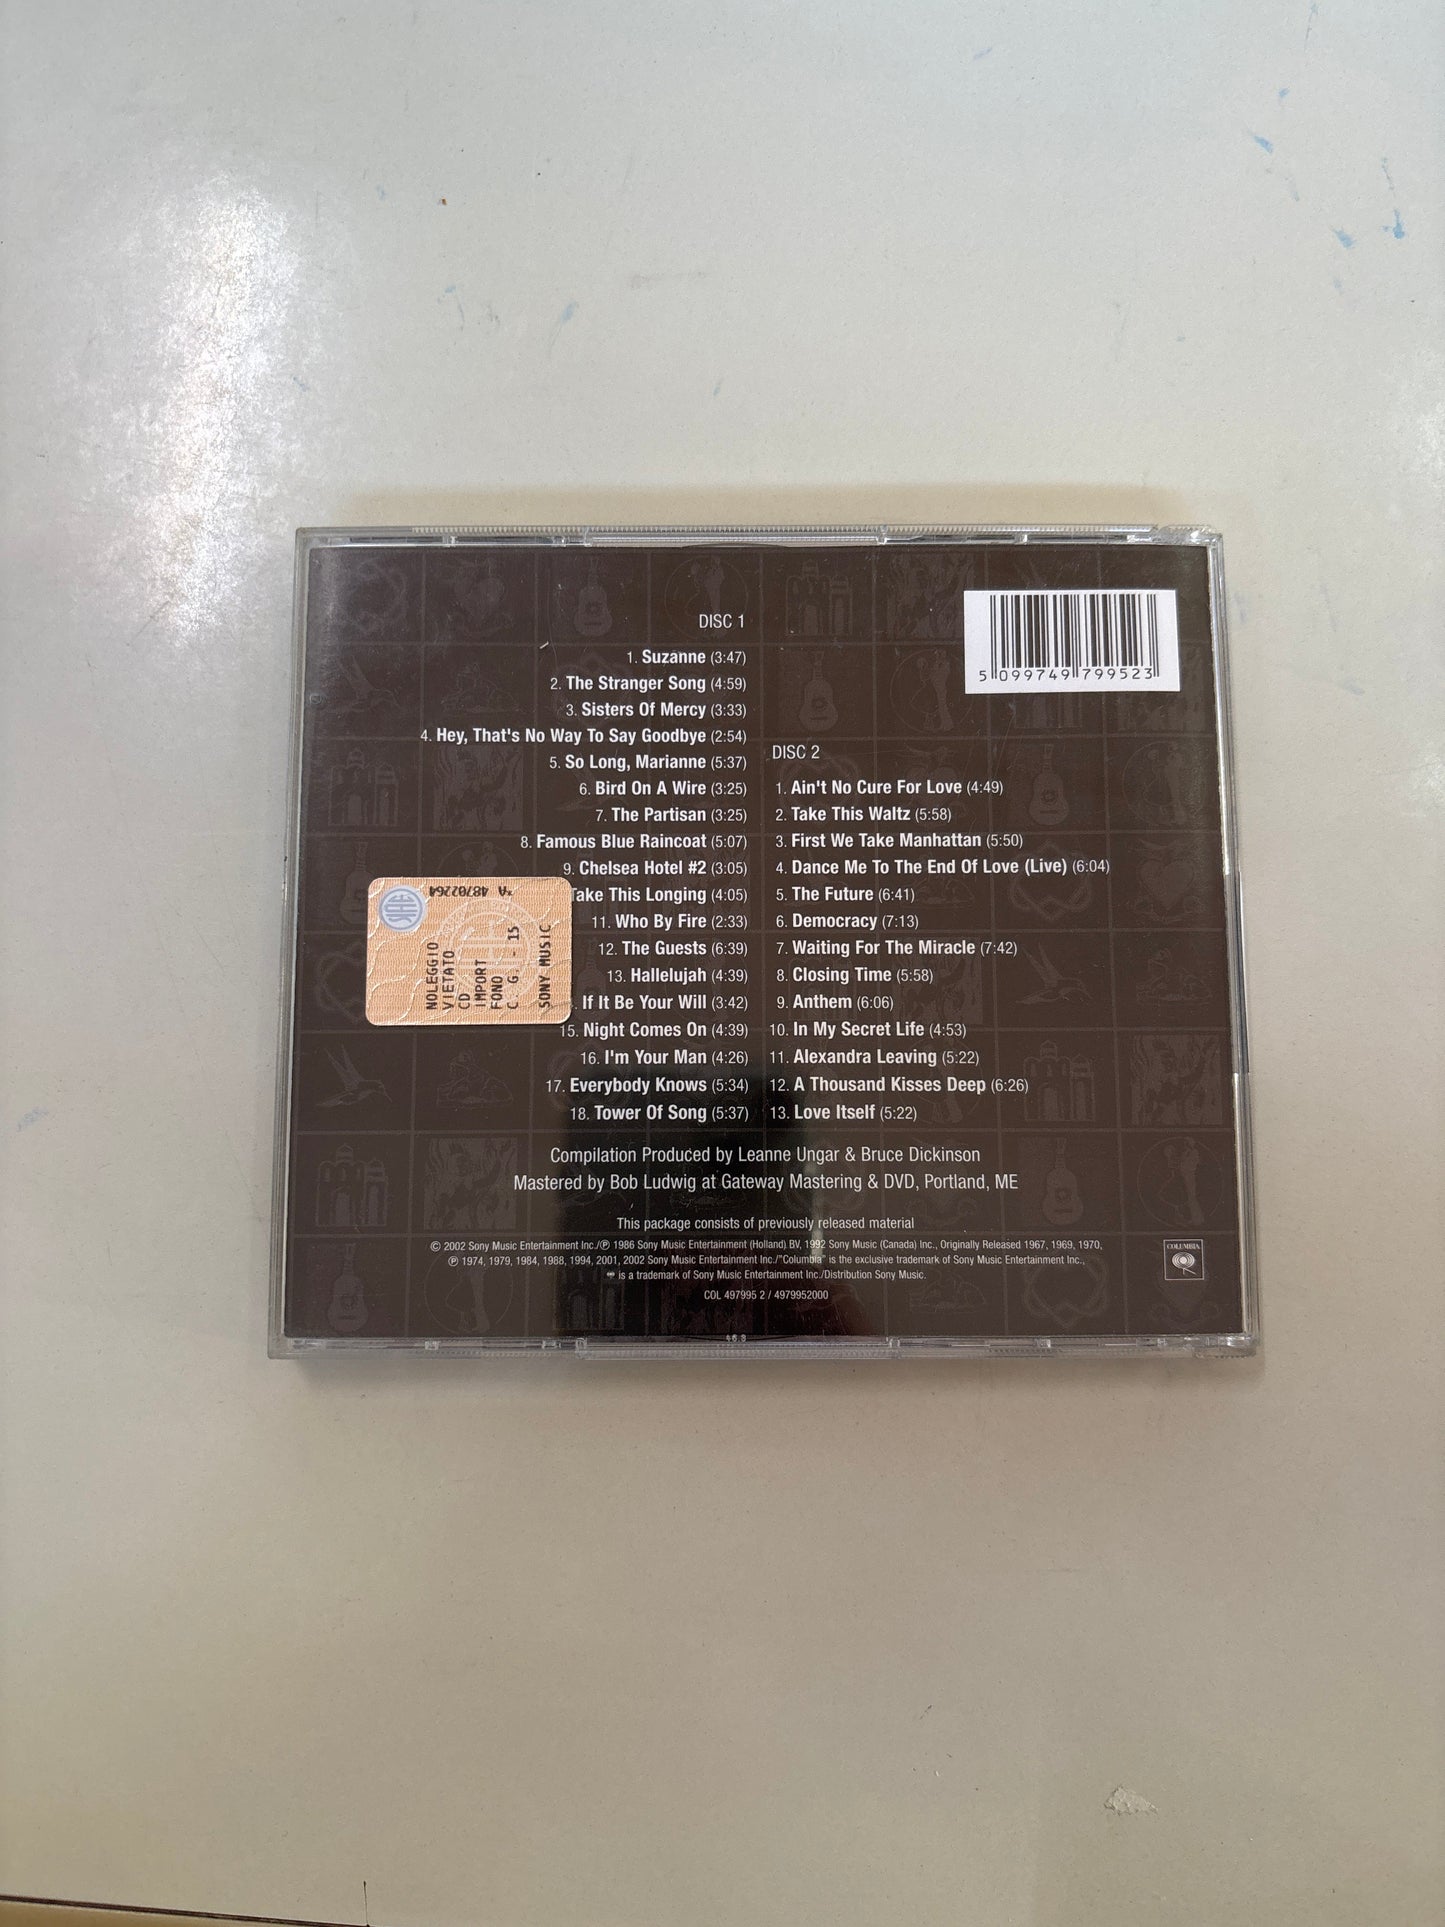 DISC 1
1. Suzanne (3:47)
2. The Stranger Song (4:59)
3. Sisters Of Mercy (3:33)
4. Hey, That's No Way To Say Goodbye (2:54)
5. So Long, Marianne (5:37)
6. Bird On A Wire (3:25)
7. The Partisan (3:25)
8. Famous Blue Raincoat (5:07)
9. Chelsea Hotel #2 (3:05)
Take This Longing (4:05)
11. Who By Fire (2:33)
12. The Guests (6:39)
13. Hallelujah (4:39)
If It Be Your Will (3:42)
15. Night Comes On (4:39)
16. I'm Your Man (4:26)
17. Everybody Knows (5:34)
18. Tower Of Song (5:37)
*A 48702264
NOLEGGIO
VIETATO
CD
IMPORT
FONO
C. G. - 15
SONY MUSIC
5 099749 799523
DISC 2
1. Ain't No Cure For Love (4:49)
2. Take This Waltz (5:58)
3. First We Take Manhattan (5:50)
4. Dance Me To The End Of Love (Live) (6:04)
5. The Future (6:41)
6. Democracy (7:13)
7. Waiting For The Miracle (7:42)
8. Closing Time (5:58)
9. Anthem (6:06)
10. In My Secret Life (4:53)
11. Alexandra Leaving (5:22)
12. A Thousand Kisses Deep (6:26)
13. Love Itself (5:22)
Compilation Produced by Leanne Ungar & Bruce Dickinson
Mastered by Bob Ludwig at Gateway Mastering & DVD, Portland, ME
This package consists of previously released material
© 2002 Sony Music Entertainment Inc./℗ 1986 Sony Music Entertainment (Holland) BV, 1992 Sony Music (Canada) Inc., Originally Released 1967, 1969, 1970,
℗ 1974, 1979, 1984, 1988, 1994, 2001, 2002 Sony Music Entertainment Inc./"Columbia" is the exclusive trademark of Sony Music Entertainment Inc.,
is a trademark of Sony Music Entertainment Inc./Distribution Sony Music.
COL 497995 2 / 4979952000
COLUMBIA